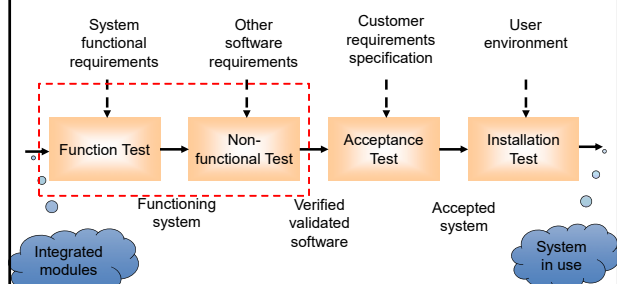 System
functional
requirements
Other
software
requirements
Customer
requirements
specification
User
environment
Function Test
Non-
functional Test
Acceptance
Test
Installation
Test
Functioning
system
Verified
validated
software
Accepted
system
Integrated
modules
System
in use